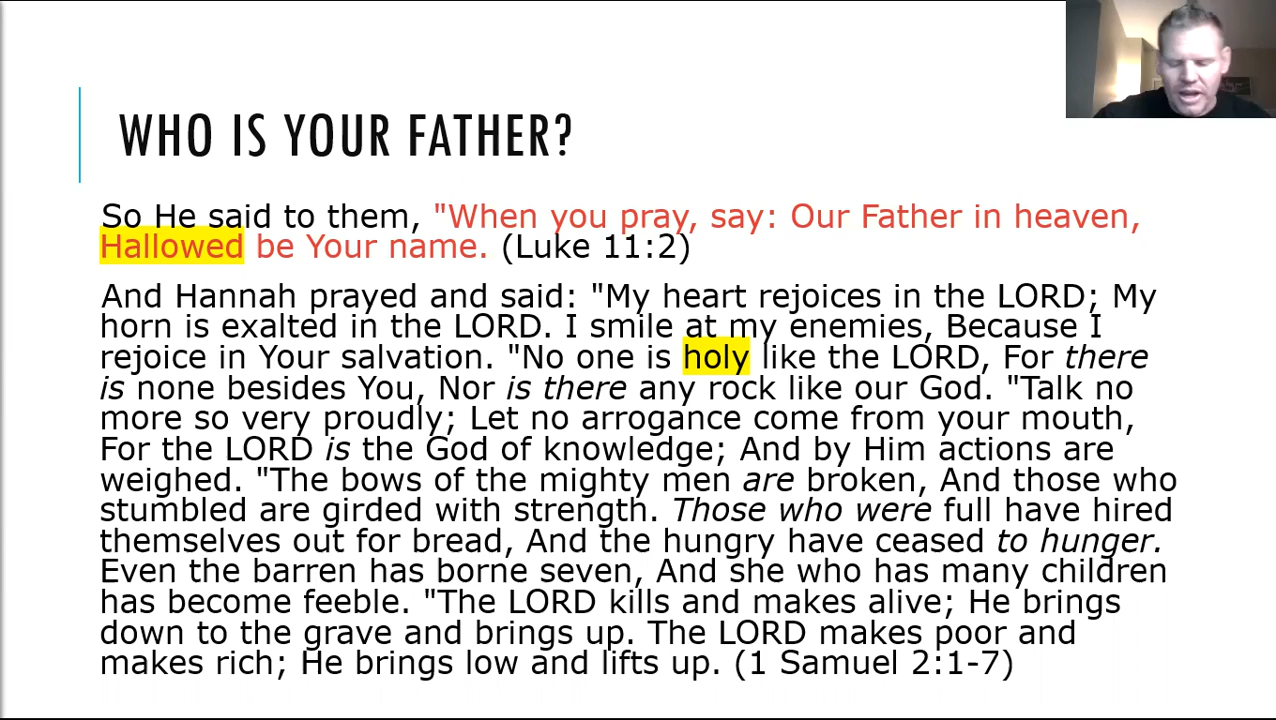 WHO IS YOUR FATHER?
So He said to them, "When you pray, say: Our Father in heaven,
Hallowed be Your name. (Luke 11:2)
And Hannah prayed and said: "My heart rejoices in the LORD; My
horn is exalted in the LORD. I smile at my enemies, Because I
rejoice in Your salvation. "No one is holy like the LORD, For there
is none besides You, Nor is there any rock like our God. "Talk no
more so very proudly; Let no arrogance come from your mouth,
For the LORD is the God of knowledge; And by Him actions are
weighed. "The bows of the mighty men are broken, And those who
stumbled are girded with strength. Those who were full have hired
themselves out for bread, And the hungry have ceased to hunger.
Even the barren has borne seven, And she who has many children
has become feeble. "The LORD kills and makes alive; He brings
down to the grave and brings up. The LORD makes poor and
makes rich; He brings low and lifts up. (1 Samuel 2:1-7)